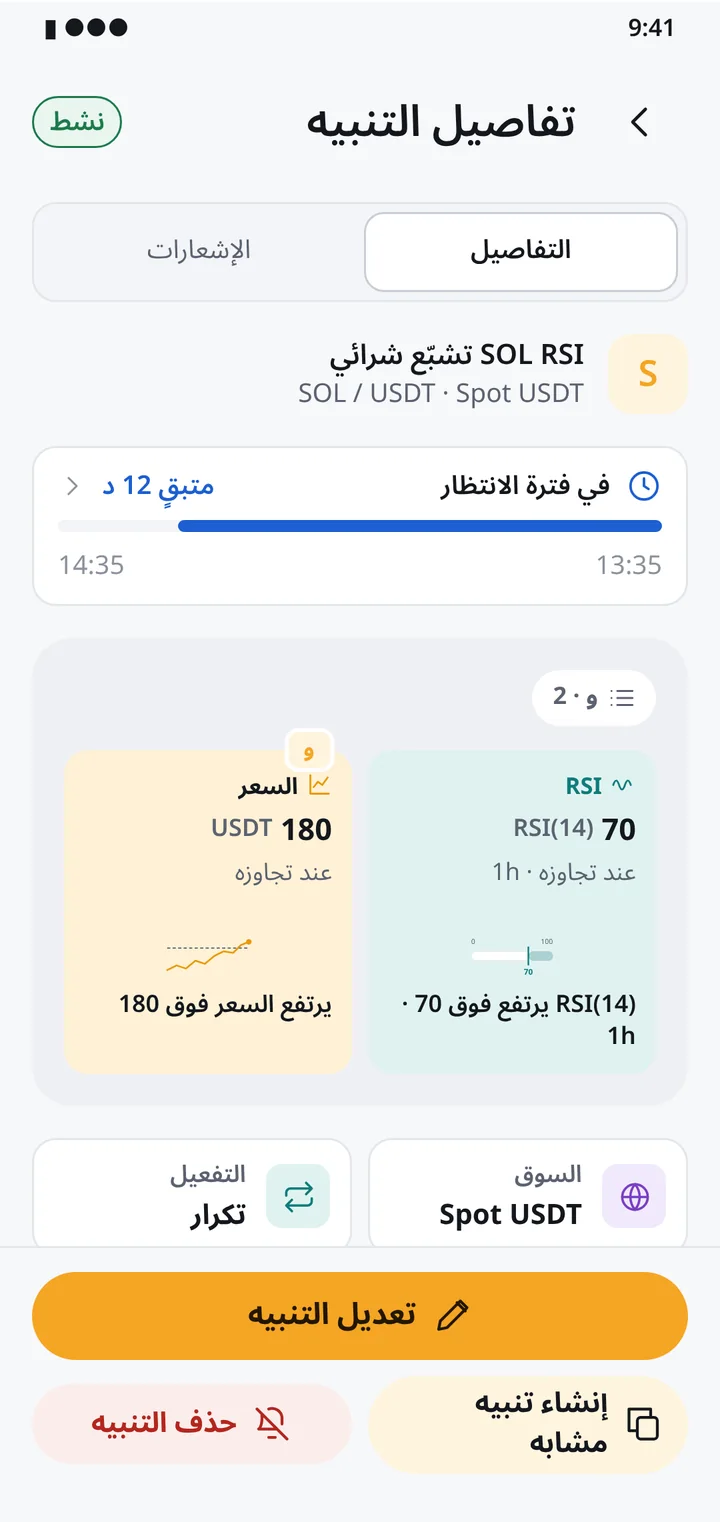 9:41
تفاصيل التنبيه
نشط
التفاصيل
الإشعارات
S
SOL RSI تشبّع شرائي
SOL / USDT · Spot USDT
في فترة الانتظار
متبقٍ 12 د
13:35
14:35
و · 2
RSI
70 RSI(14)
عند تجاوزه · 1h
0
100
70
RSI(14) يرتفع فوق 70 ·
1h
و
السعر
180 USDT
عند تجاوزه
يرتفع السعر فوق 180
السوق
Spot USDT
التفعيل
تكرار
تعديل التنبيه
إنشاء تنبيه
مشابه
حذف التنبيه